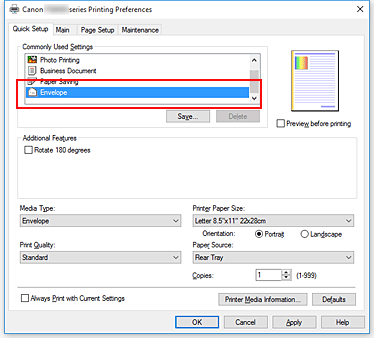 Canon series Printing Preferences
Quick Setup Main Page Setup Maintenance
Commonly Used Settings
Photo Printing
Business Document
Paper Saving
Envelope
Save... Delete
Preview before printing
Additional Features
Rotate 180 degrees
Media Type: Printer Paper Size:
Envelope Letter 8.5"x11" 22x28cm
Orientation: Portrait Landscape
Print Quality: Paper Source:
Standard Rear Tray
Copies: 1 (1-999)
Always Print with Current Settings Printer Media Information... Defaults
OK Cancel Apply Help